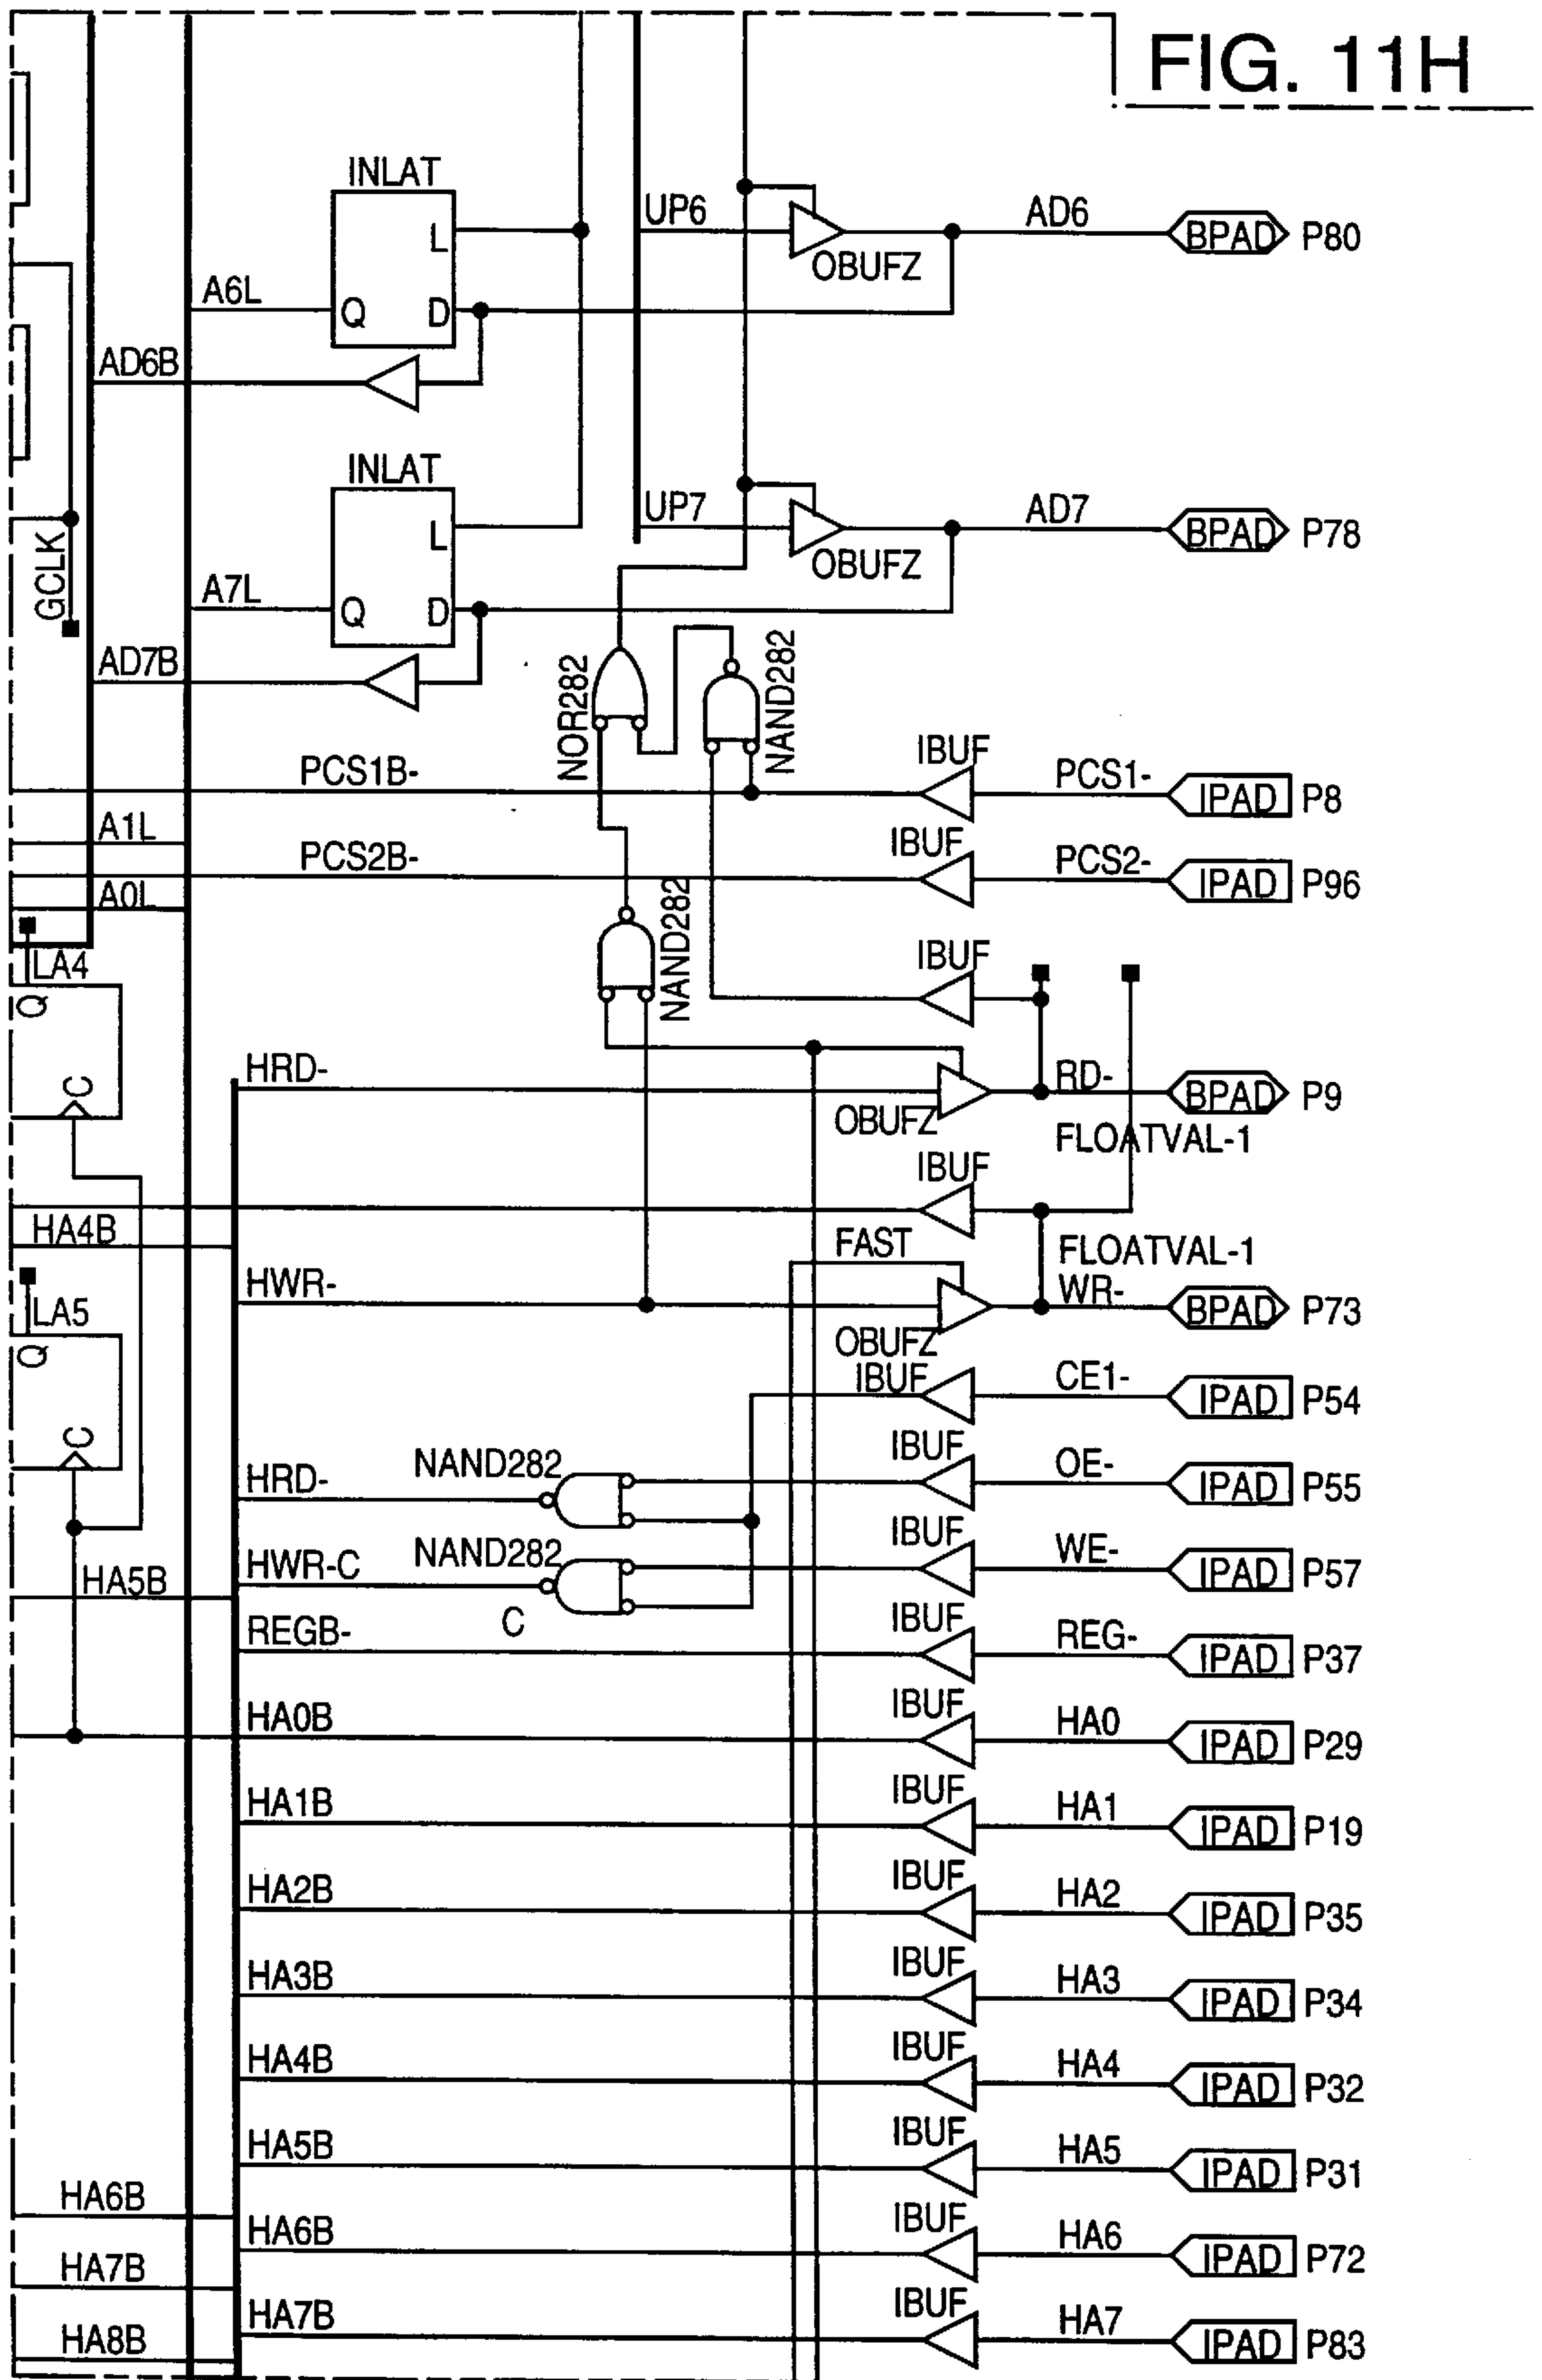 FIG. 11H
INLAT
L
UP6
AD6
BPAD P80
OBUFZ
A6L
Q D
AD6B
INLAT
L
UP7
AD7
BPAD P78
OBUFZ
GCLK
A7L
Q D
AD7B
NOR282
NAND282
PCS1B-
IBUF
PCS1-
IPAD P8
A1L
PCS2B-
IBUF
PCS2-
IPAD P96
A0L
NAND282
IBUF
LA4
Q
C
HRD-
OBUFZ
RD-
BPAD P9
FLOATVAL-1
IBUF
HA4B
FAST
FLOATVAL-1
HWR-
WR-
BPAD P73
OBUFZ
LA5
Q
C
IBUF
CE1-
IPAD P54
HRD-
NAND282
IBUF
OE-
IPAD P55
HWR-C
NAND282
C
IBUF
WE-
IPAD P57
HA5B
REGB-
IBUF
REG-
IPAD P37
HA0B
IBUF
HA0
IPAD P29
HA1B
IBUF
HA1
IPAD P19
HA2B
IBUF
HA2
IPAD P35
HA3B
IBUF
HA3
IPAD P34
HA4B
IBUF
HA4
IPAD P32
HA5B
IBUF
HA5
IPAD P31
HA6B
HA6B
IBUF
HA6
IPAD P72
HA7B
HA7B
IBUF
HA7
IPAD P83
HA8B